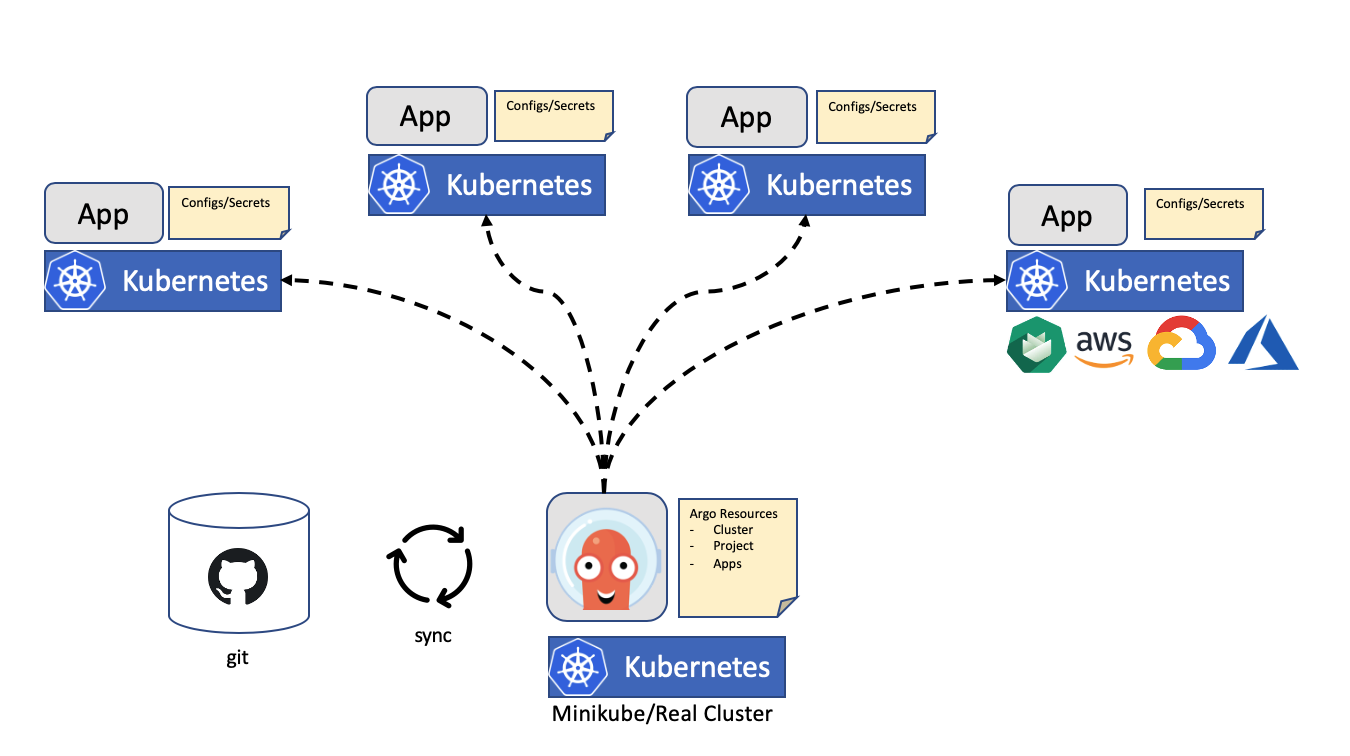 App
Configs/Secrets
Kubernetes
App
Configs/Secrets
Kubernetes
App
Configs/Secrets
Kubernetes
App
Configs/Secrets
Kubernetes
aws
git
sync
Argo Resources
- Cluster
- Project
- Apps
Kubernetes
Minikube/Real Cluster